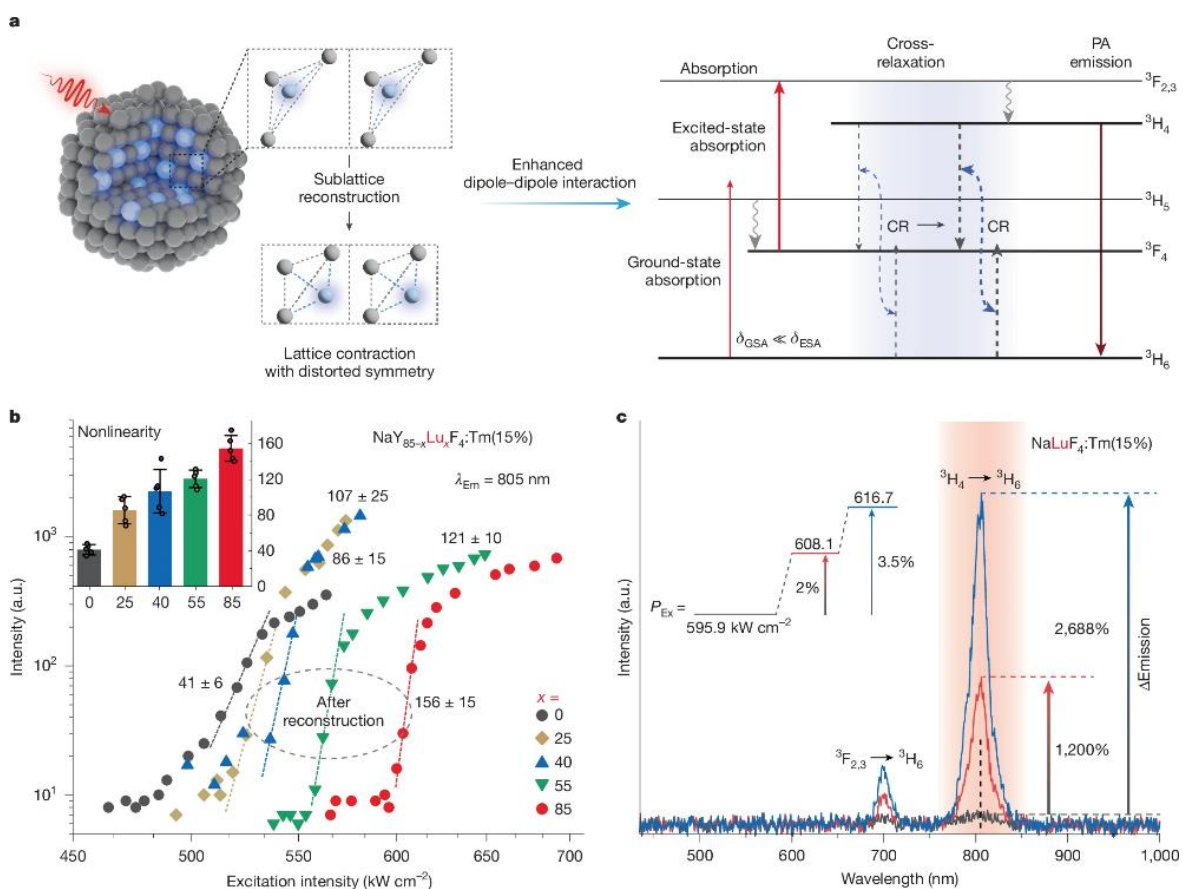 a
Sublattice
reconstruction
Lattice contraction
with distorted symmetry
Enhanced
dipole–dipole interaction
Absorption
Cross-
relaxation
PA
emission
Excited-state
absorption
Ground-state
absorption
CR
CR
δGSA ≪ δESA
³F₂,₃
³H₄
³H₅
³F₄
³H₆
b
Nonlinearity
160
120
80
40
0
0 25 40 55 85
NaY₈₅₋ₓLuₓF₄:Tm(15%)
λEm = 805 nm
107 ± 25
86 ± 15
121 ± 10
41 ± 6
After
reconstruction
156 ± 15
x =
0
25
40
55
85
Intensity (a.u.)
10³
10²
10¹
450 500 550 600 650 700
Excitation intensity (kW cm⁻²)
c
NaLuF₄:Tm(15%)
³H₄ → ³H₆
616.7
608.1
3.5%
2%
PEx =
595.9 kW cm⁻²
2,688%
ΔEmission
1,200%
³F₂,₃ → ³H₆
Intensity (a.u.)
500 600 700 800 900 1,000
Wavelength (nm)